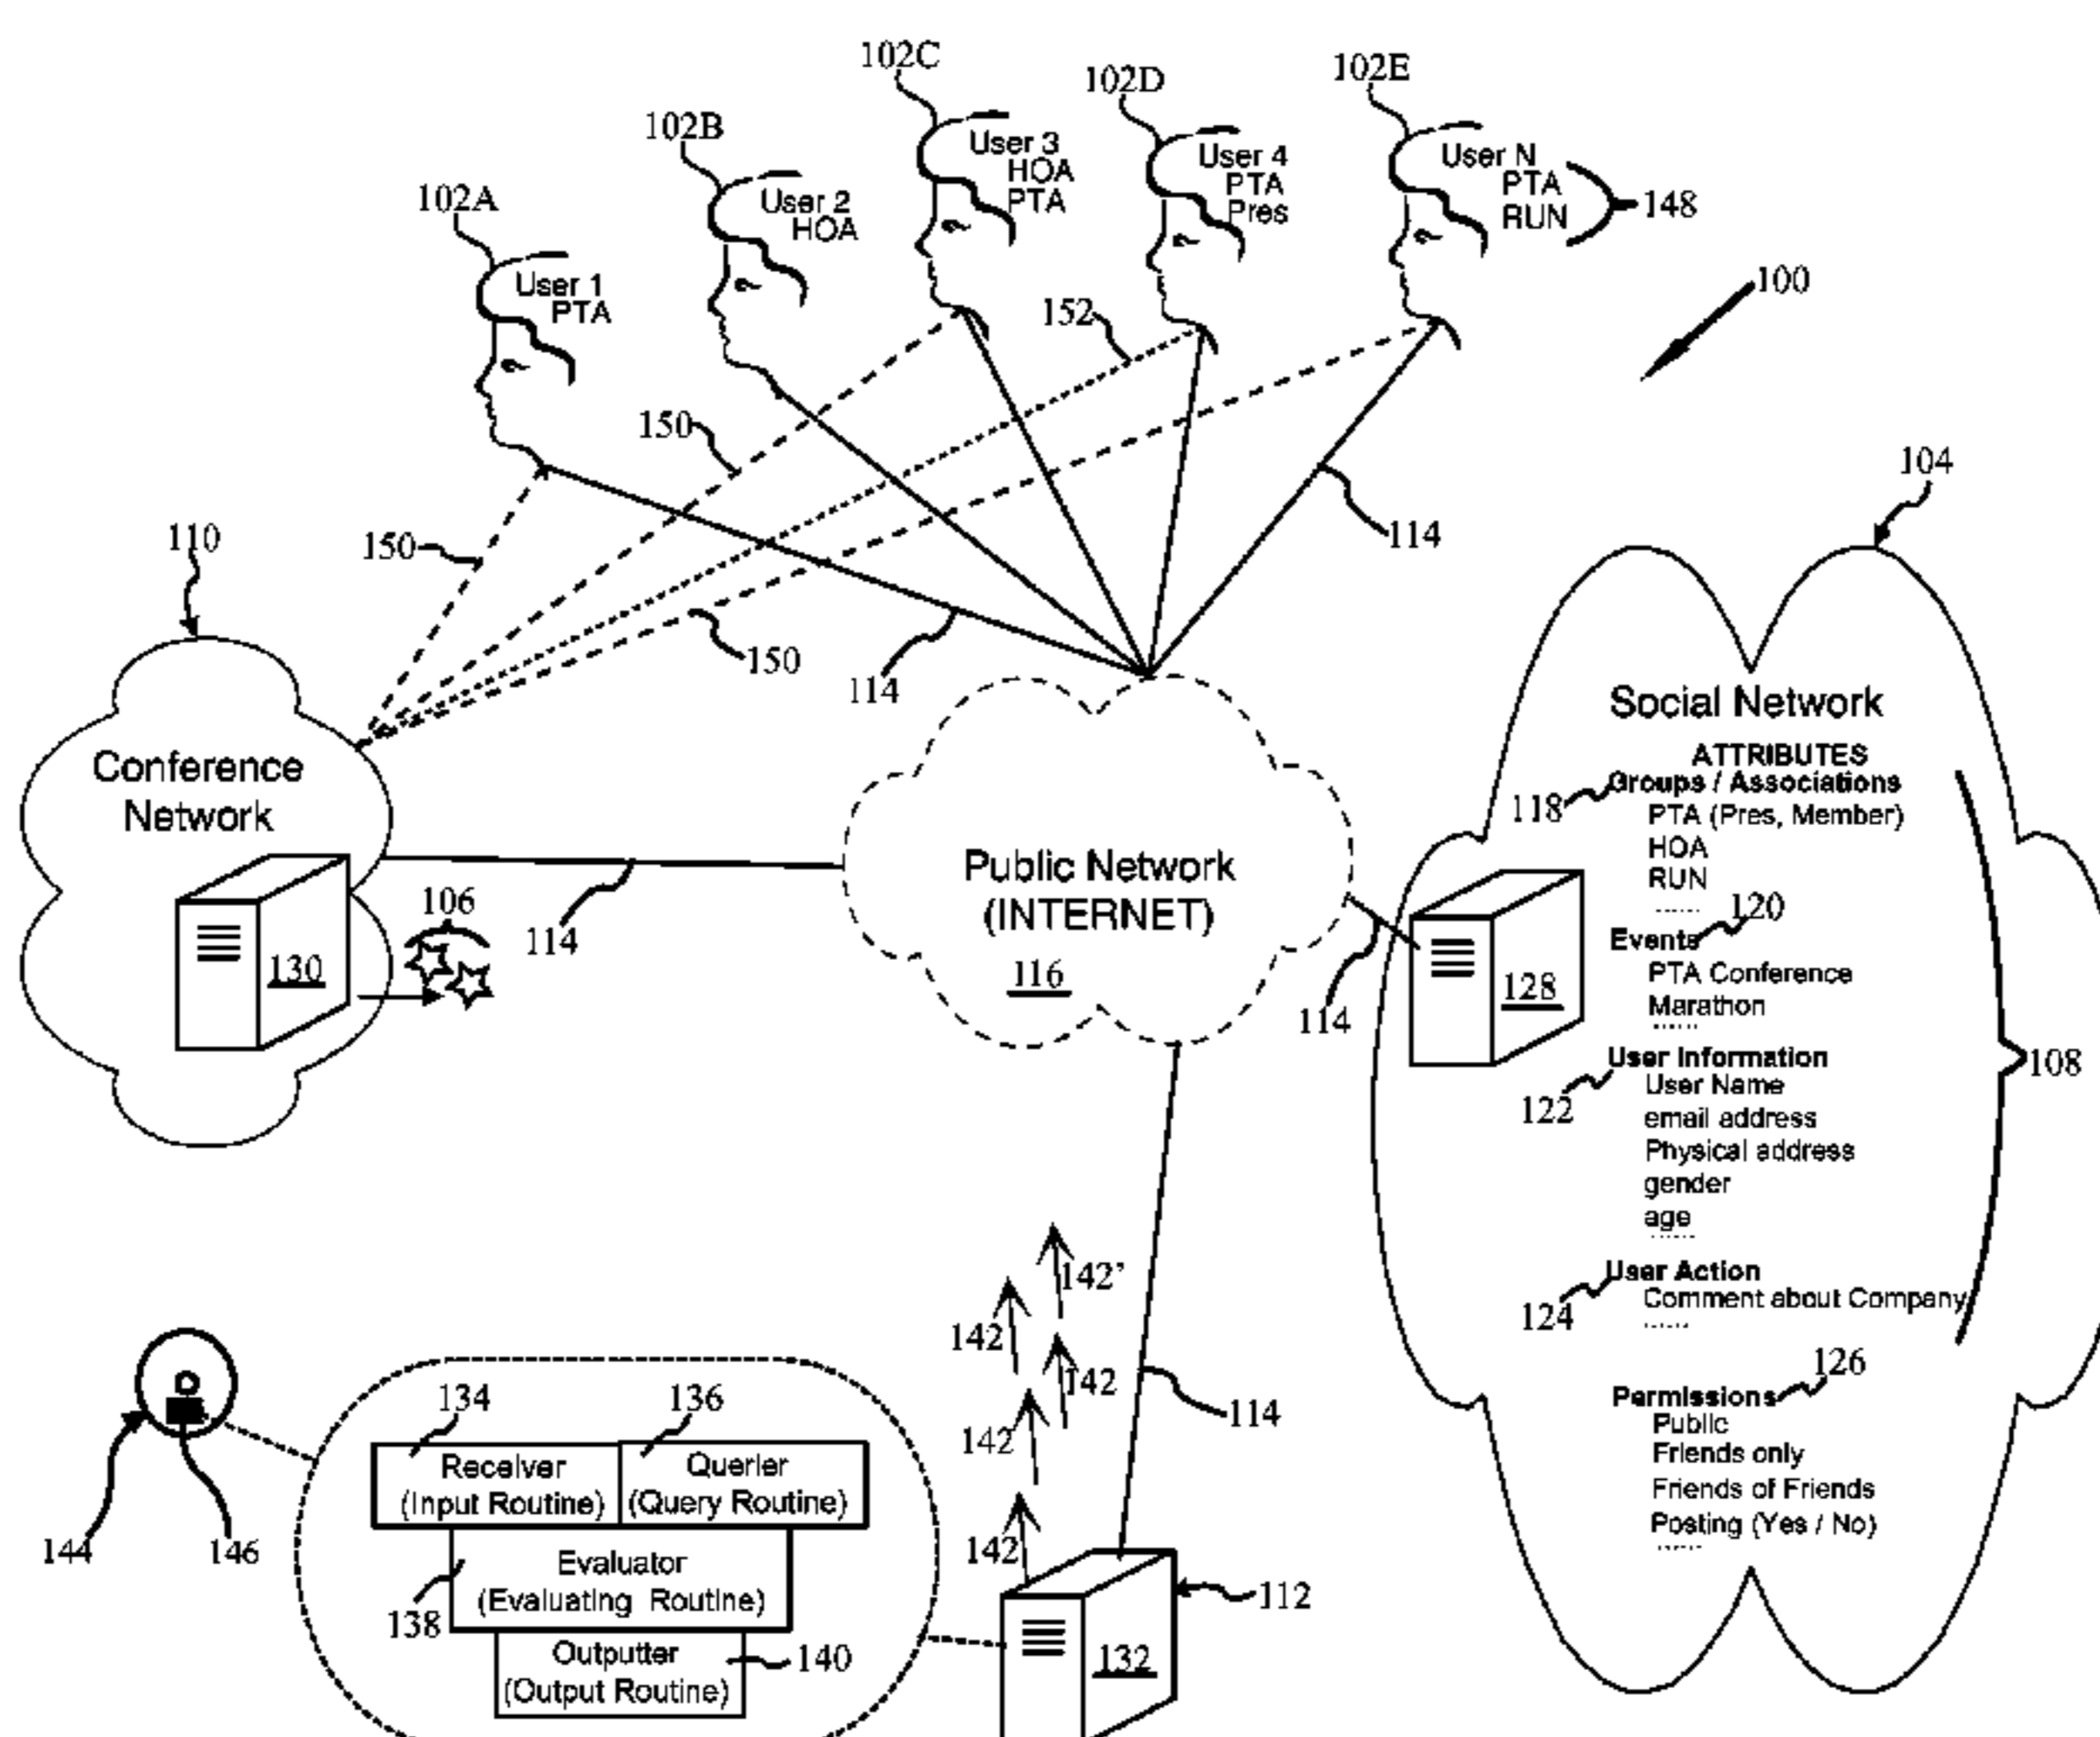 102C
102D
102E
102B
102A
User 3
HOA
PTA
User 4
PTA
Pres
User N
PTA
RUN
148
User 2
HOA
User 1
PTA
100
152
150
104
110
150
114
150
114
Social Network
ATTRIBUTES
118
Groups / Associations
PTA (Pres, Member)
HOA
RUN
......
Events
120
PTA Conference
Marathon
......
User Information
122
User Name
email address
Physical address
gender
age
......
User Action
124
Comment about Company
......
108
Permissions
126
Public
Friends only
Friends of Friends
Posting (Yes / No)
......
Conference
Network
130
106
114
Public Network
(INTERNET)
116
114
128
142'
142
142
142
142
114
112
132
144
146
134
136
Receiver
(Input Routine)
Querier
(Query Routine)
138
Evaluator
(Evaluating Routine)
140
Outputter
(Output Routine)